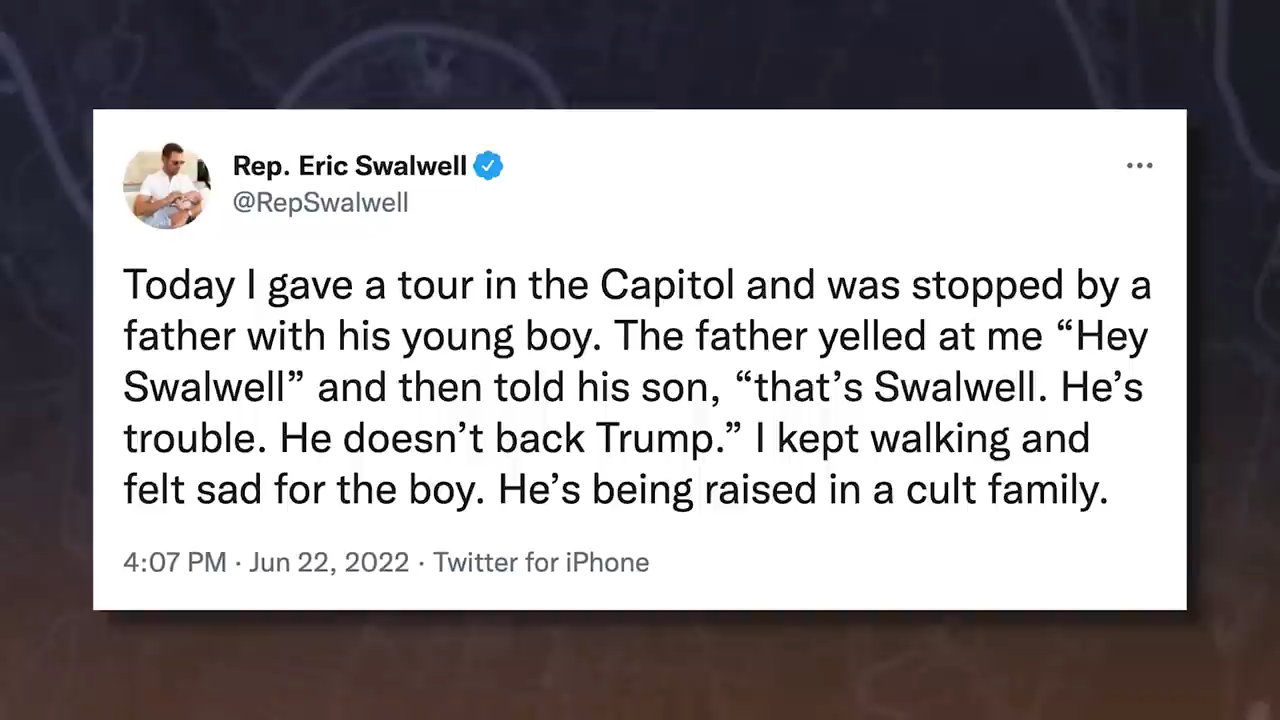 Rep. Eric Swalwell
@RepSwalwell
Today I gave a tour in the Capitol and was stopped by a
father with his young boy. The father yelled at me “Hey
Swalwell” and then told his son, “that’s Swalwell. He’s
trouble. He doesn’t back Trump.” I kept walking and
felt sad for the boy. He’s being raised in a cult family.
4:07 PM · Jun 22, 2022 · Twitter for iPhone